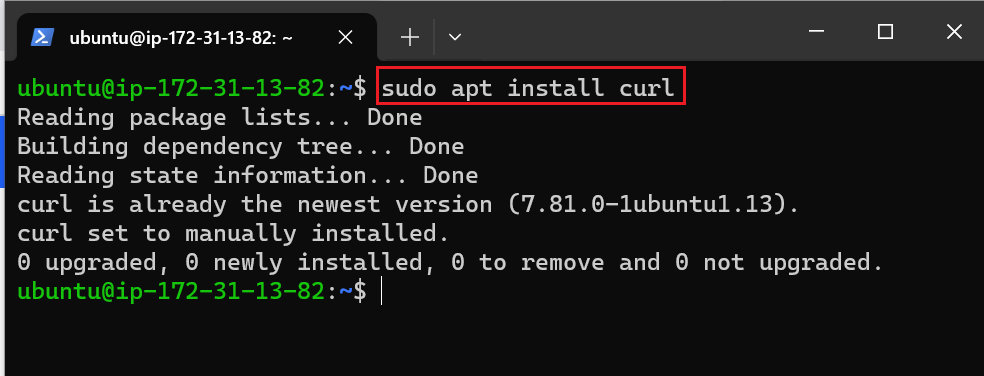 ubuntu@ip-172-31-13-82: ~
ubuntu@ip-172-31-13-82:~$ sudo apt install curl
Reading package lists... Done
Building dependency tree... Done
Reading state information... Done
curl is already the newest version (7.81.0-1ubuntu1.13).
curl set to manually installed.
0 upgraded, 0 newly installed, 0 to remove and 0 not upgraded.
ubuntu@ip-172-31-13-82:~$